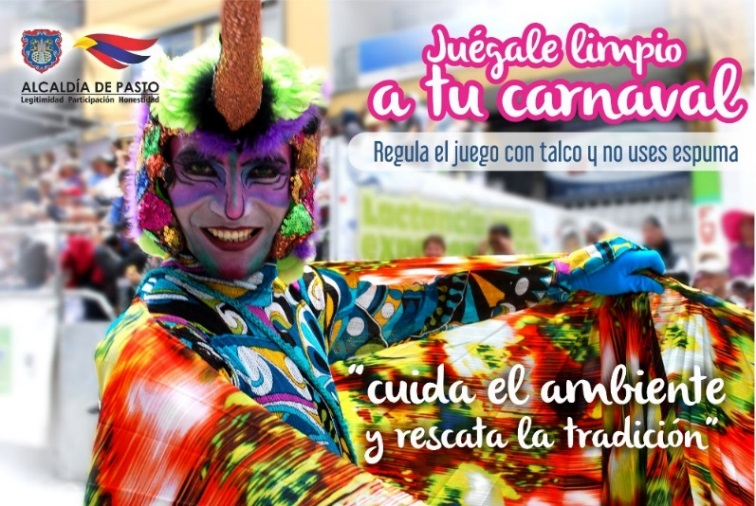 ALCALDÍA DE PASTO
Legitimidad Participación Honestidad
Juégale limpio
a tu carnaval
Regula el juego con talco y no uses espuma
"cuida el ambiente
y rescata la tradición"